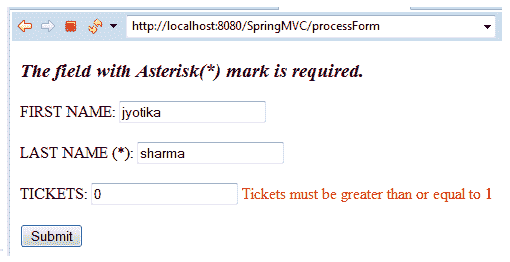 http://localhost:8080/SpringMVC/processForm
The field with Asterisk(*) mark is required.
FIRST NAME: jyotika
LAST NAME (*): sharma
TICKETS: 0 Tickets must be greater than or equal to 1
Submit